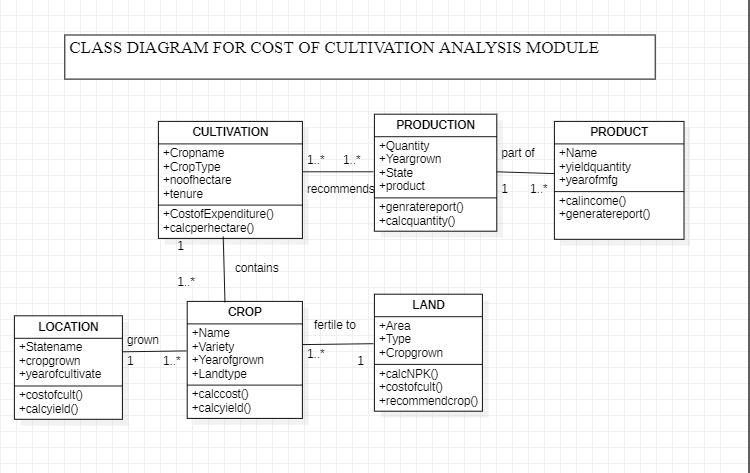 CLASS DIAGRAM FOR COST OF CULTIVATION ANALYSIS MODULE
CULTIVATION
+Cropname
+CropType
+noofhectare
+tenure
+CostofExpenditure()
+calcperhectare()
1..*
1..*
recommends
PRODUCTION
+Quantity
+Yeargrown
+State
+product
+genratereport()
+calcquantity()
part of
1
1..*
PRODUCT
+Name
+yieldquantity
+yearofmfg
+calincome()
+generatereport()
1
1..*
contains
LOCATION
+Statename
+cropgrown
+yearofcultivate
+costofcult()
+calcyield()
grown
1
1..*
CROP
+Name
+Variety
+Yearofgrown
+Landtype
+calccost()
+calcyield()
fertile to
1..*
1
LAND
+Area
+Type
+Cropgrown
+calcNPK()
+costofcult()
+recommendcrop()